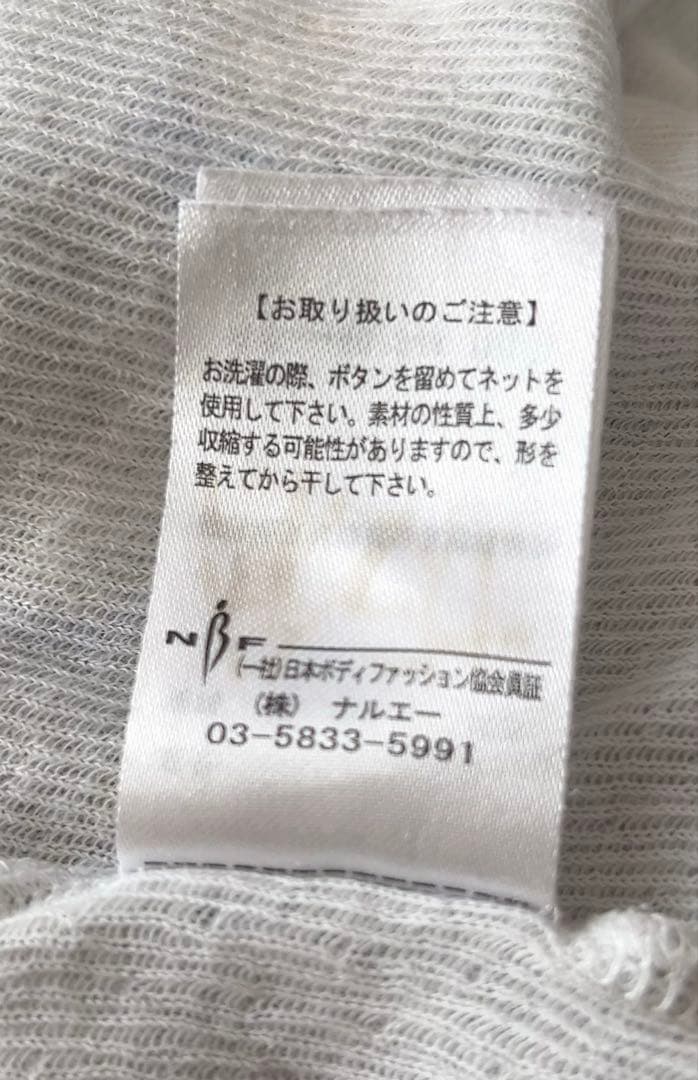 【お取り扱いのご注意】
お洗濯の際、ボタンを留めてネットを
使用して下さい。素材の性質上、多少
収縮する可能性がありますので、形を
整えてから干して下さい。
NBF
(一社)日本ボディファッション協会員証
(株) ナルエー
03-5833-5991